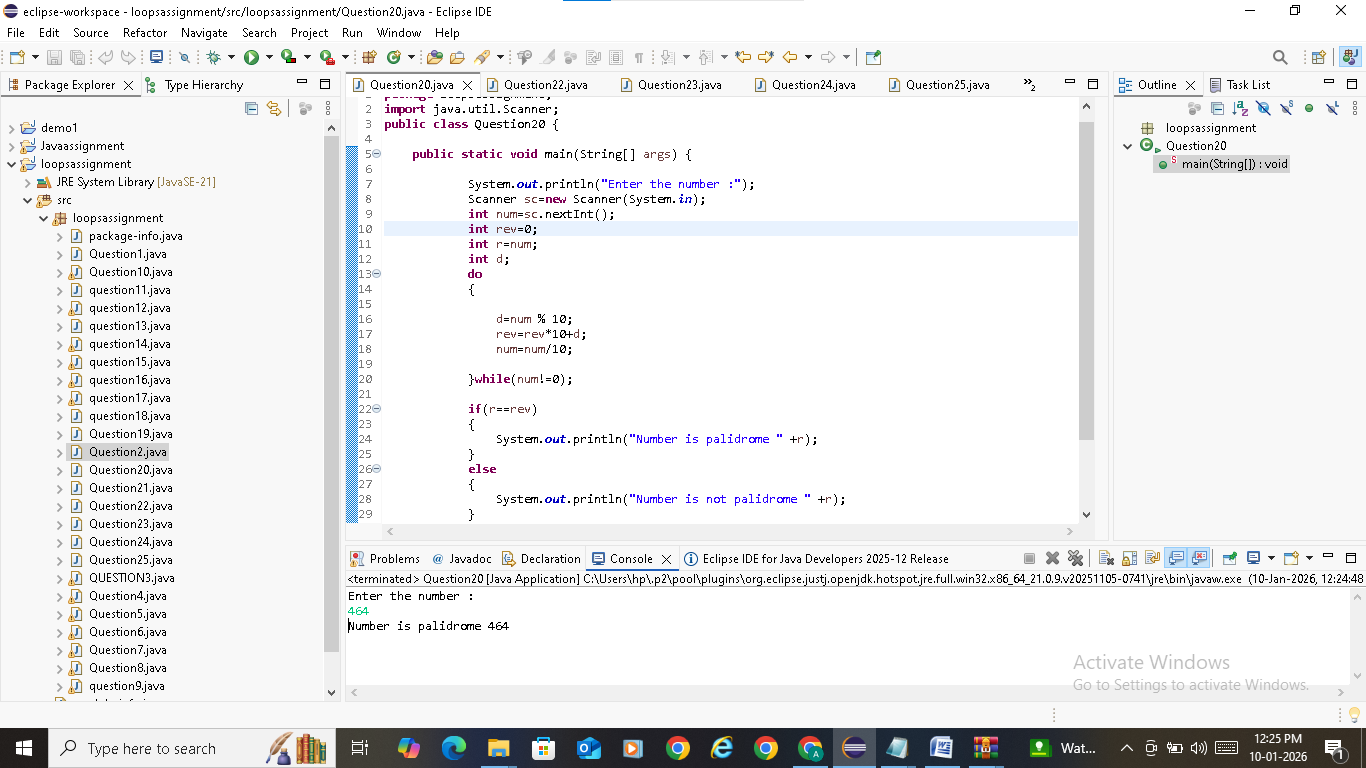 eclipse-workspace - loopsassignment/src/loopsassignment/Question20.java - Eclipse IDE
File Edit Source Refactor Navigate Search Project Run Window Help
Package Explorer Type Hierarchy
demo1
Javaassignment
loopsassignment
JRE System Library [JavaSE-21]
src
loopsassignment
package-info.java
Question1.java
Question10.java
question11.java
question12.java
question13.java
question14.java
question15.java
question16.java
question17.java
question18.java
Question19.java
Question2.java
Question20.java
Question21.java
Question22.java
Question23.java
Question24.java
Question25.java
QUESTION3.java
Question4.java
Question5.java
Question6.java
Question7.java
Question8.java
question9.java
Question20.java Question22.java Question23.java Question24.java Question25.java »2
2 import java.util.Scanner;
3 public class Question20 {
4
5 public static void main(String[] args) {
6
7 System.out.println("Enter the number :");
8 Scanner sc=new Scanner(System.in);
9 int num=sc.nextInt();
10 int rev=0;
11 int r=num;
12 int d;
13 do
14 {
15
16 d=num % 10;
17 rev=rev*10+d;
18 num=num/10;
19
20 }while(num!=0);
21
22 if(r==rev)
23 {
24 System.out.println("Number is palidrome " +r);
25 }
26 else
27 {
28 System.out.println("Number is not palidrome " +r);
29 }
Outline Task List
loopsassignment
Question20
main(String[]) : void
Problems Javadoc Declaration Console Eclipse IDE for Java Developers 2025-12 Release
<terminated> Question20 [Java Application] C:\Users\hp\.p2\pool\plugins\org.eclipse.justj.openjdk.hotspot.jre.full.win32.x86_64_21.0.9.v20251105-0741\jre\bin\javaw.exe (10-Jan-2026, 12:24:48
Enter the number :
464
Number is palidrome 464
Activate Windows
Go to Settings to activate Windows.
Type here to search
Wat...
12:25 PM
10-01-2026
1